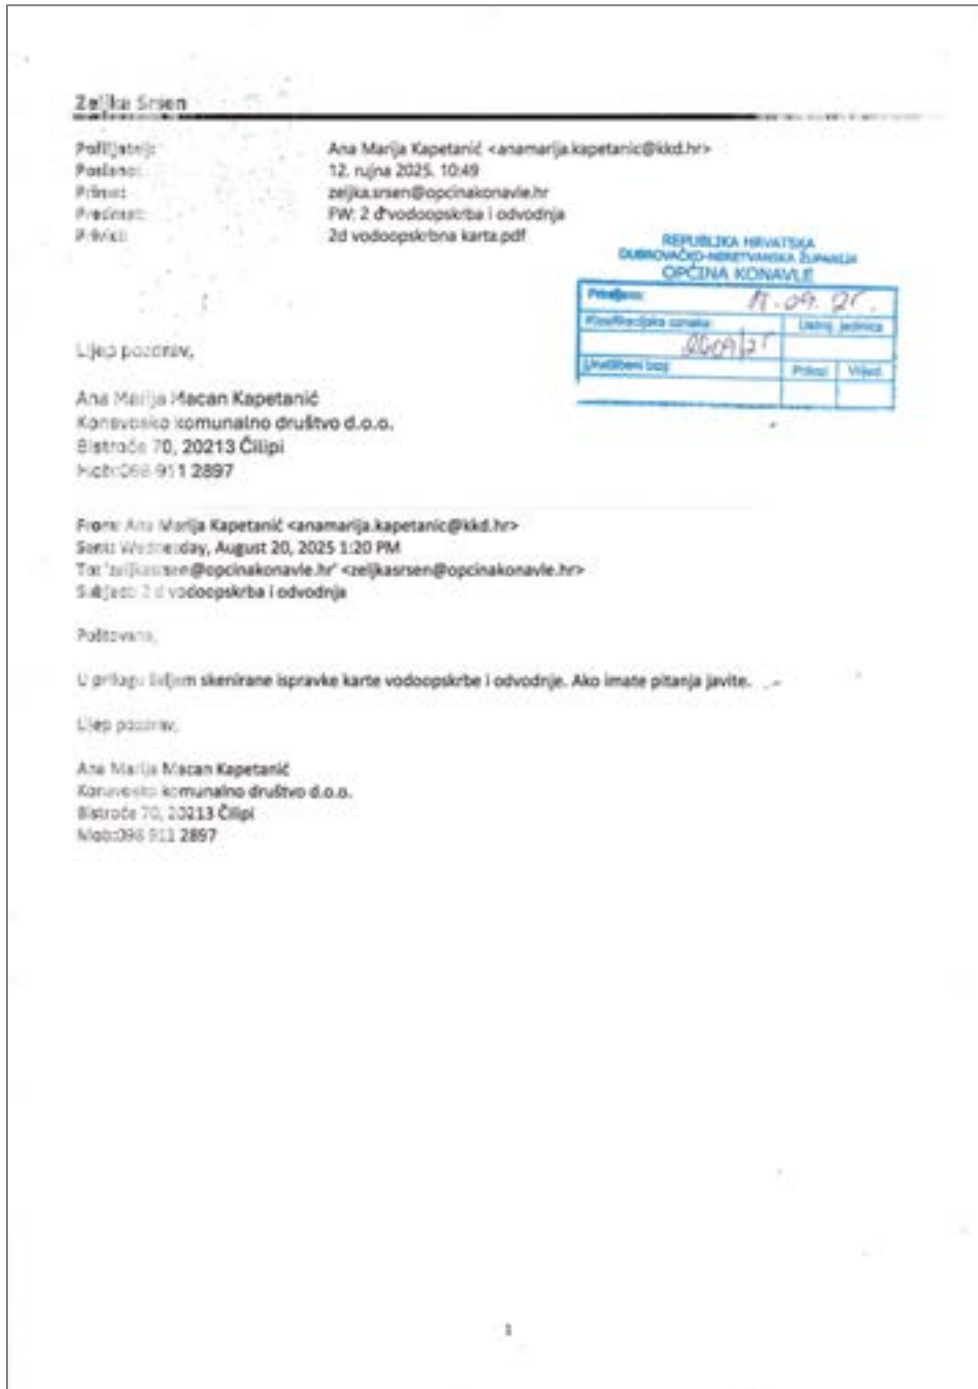 Zeljka Srsen
Pošiljatelj: Ana Marija Kapetanić <anamarija.kapetanic@kkd.hr>
Poslano: 12. rujna 2025. 10:49
Prima: zeljka.srsen@opcinakonavle.hr
Predmet: FW: 2 d vodoopskrba i odvodnja
Privici: 2d vodoopskrbna karta.pdf
REPUBLIKA HRVATSKA
DUBROVAČKO-NERETVANSKA ŽUPANIJA
OPĆINA KONAVLE
Primljeno: .09. 25.
Klasifikacijska oznaka: Ustroj. jedinica
Urudžbeni broj: Prilozi Vrijed.
Lijep pozdrav,
Ana Marija Macan Kapetanić
Konavosko komunalno društvo d.o.o.
Bistroće 70, 20213 Čilipi
Mob:098 911 2897
From: Ana Marija Kapetanić <anamarija.kapetanic@kkd.hr>
Sent: Wednesday, August 20, 2025 1:20 PM
To: 'zeljkasrsen@opcinakonavle.hr' <zeljkasrsen@opcinakonavle.hr>
Subject: 2 d vodoopskrba i odvodnja
Poštovana,
U prilogu šaljem skenirane ispravke karte vodoopskrbe i odvodnje. Ako imate pitanja javite.
Lijep pozdrav,
Ana Marija Macan Kapetanić
Konavosko komunalno društvo d.o.o.
Bistroće 70, 20213 Čilipi
Mob:098 911 2897
1